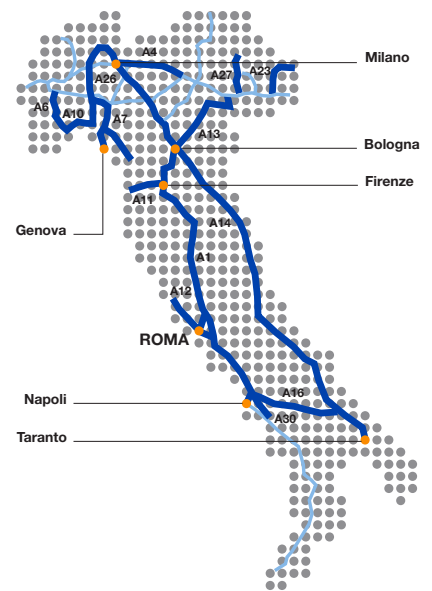 A4
Milano
A26
A27
A23
A6
A10
A7
A13
Bologna
Firenze
A11
A14
Genova
A1
A12
ROMA
Napoli
A16
A30
Taranto